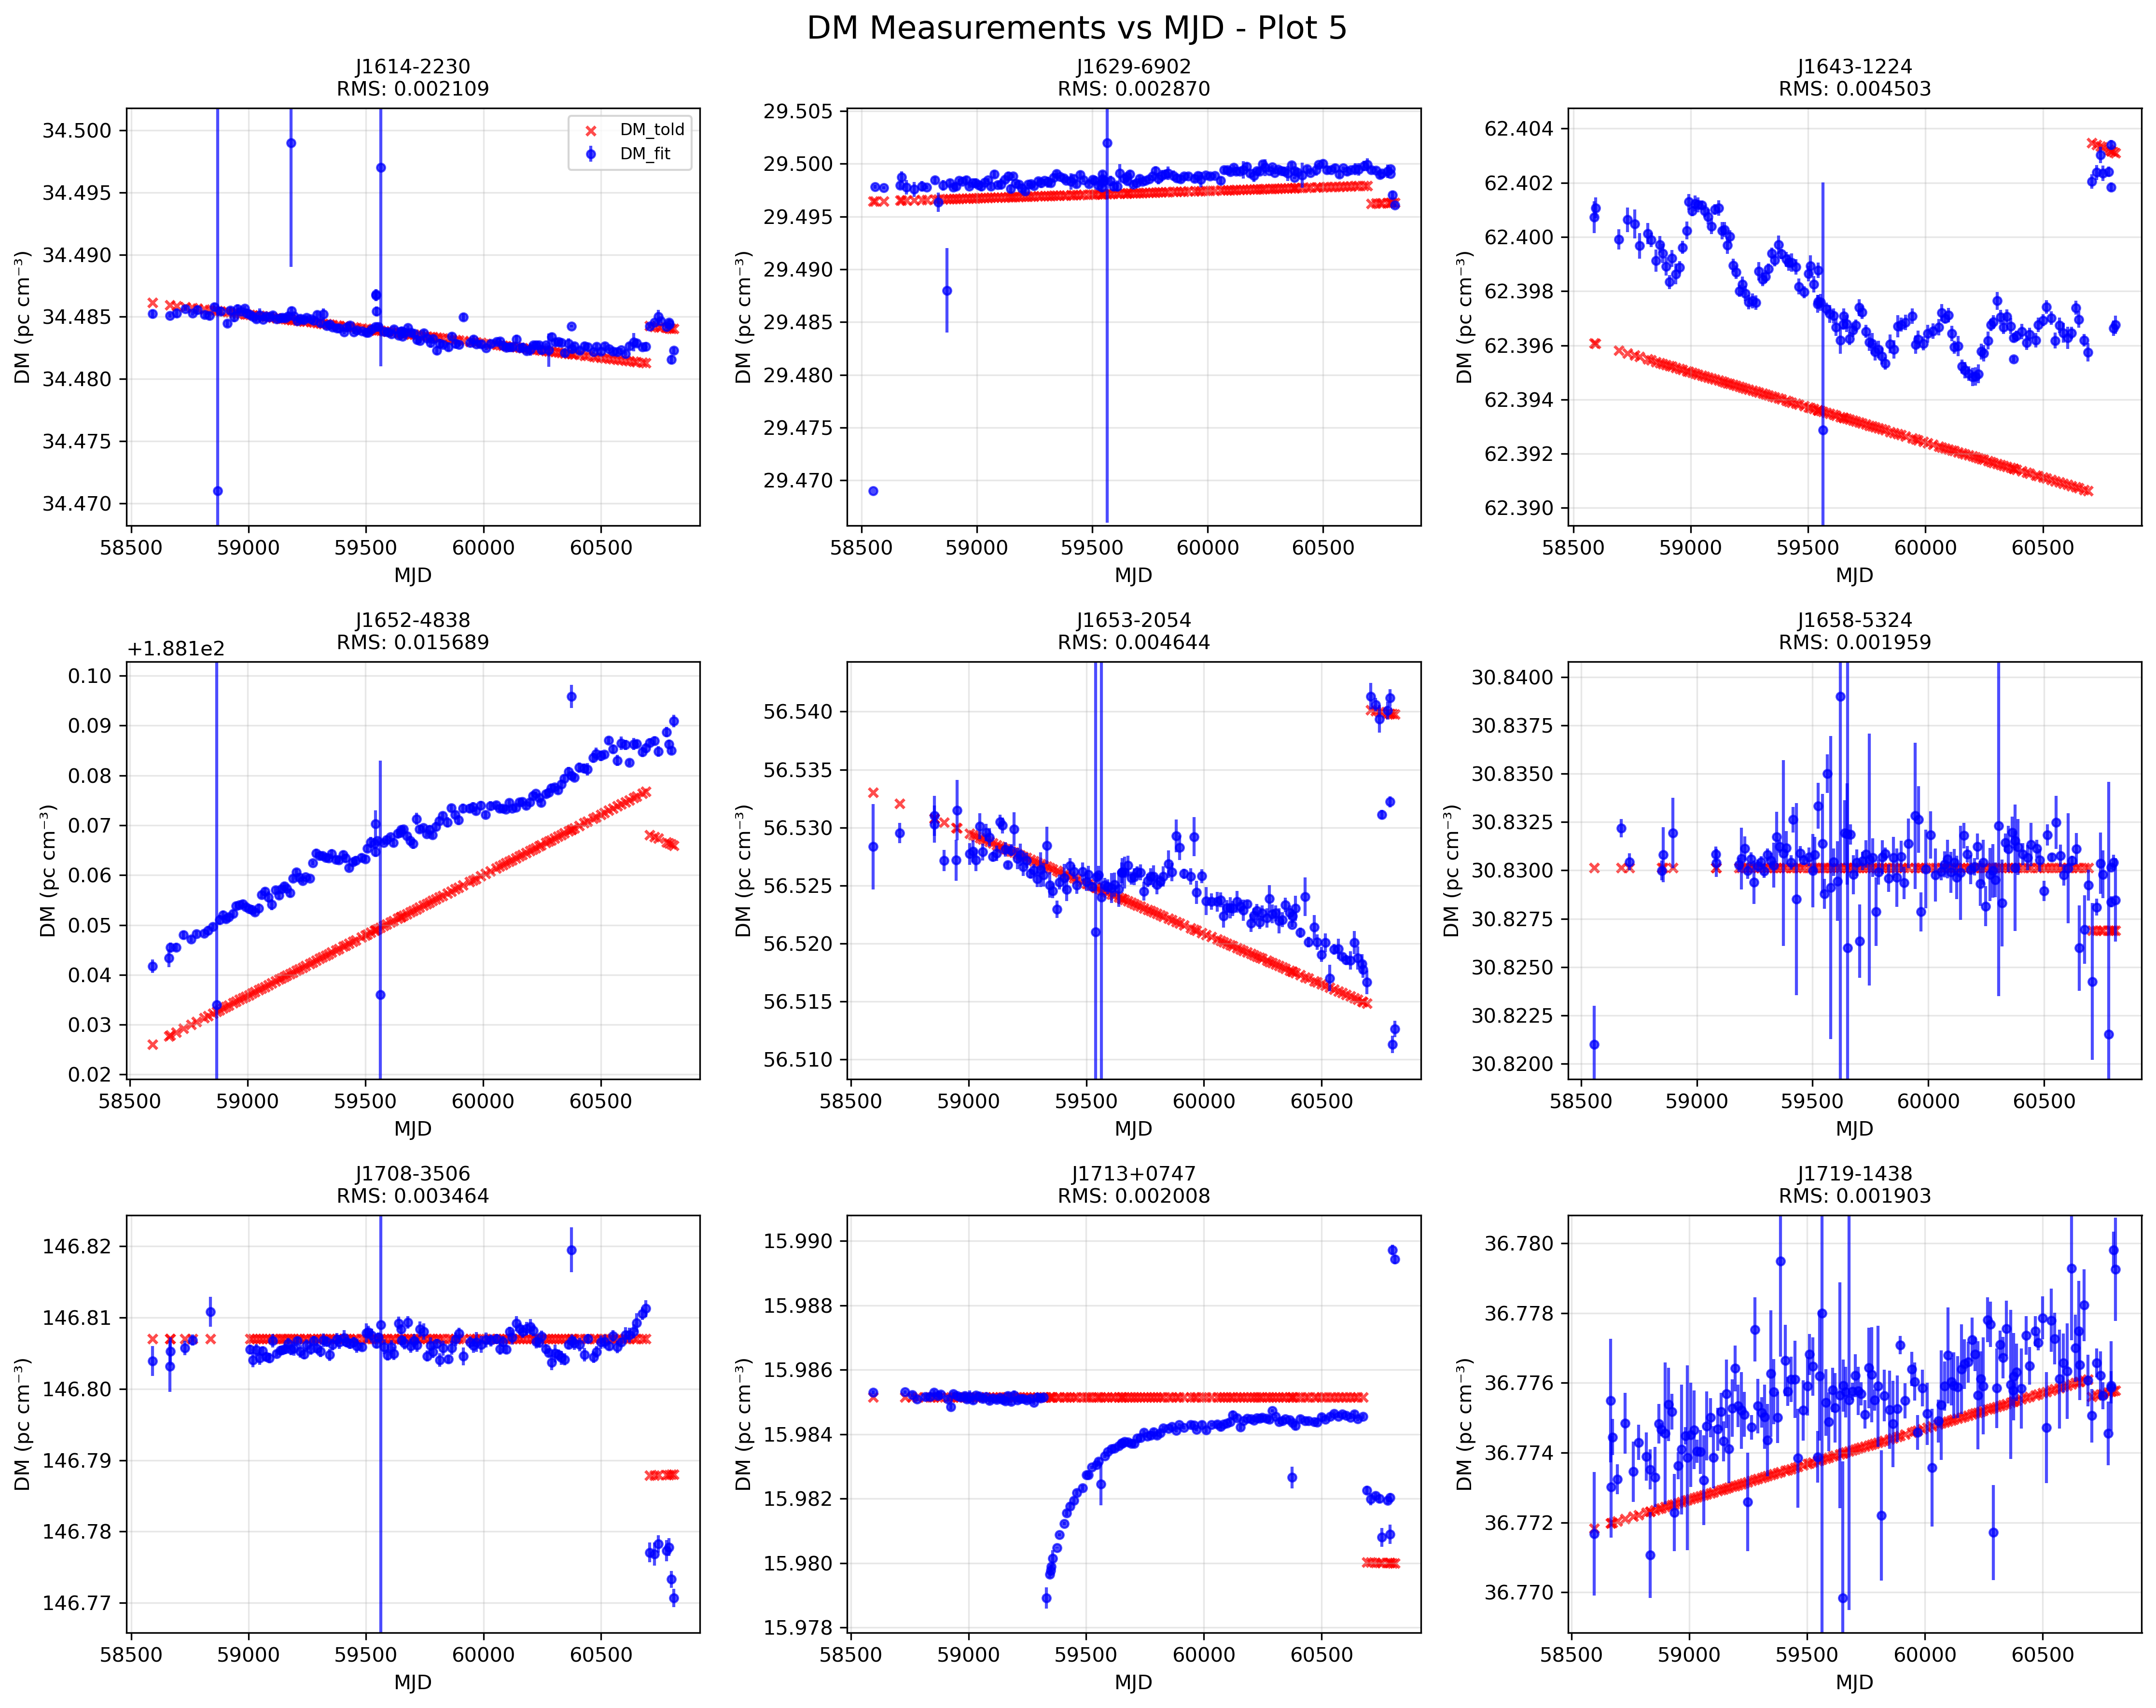 DM Measurements vs MJD - Plot 5
J1614-2230
RMS: 0.002109
34.500
34.495
34.490
34.485
34.480
34.475
34.470
DM (pc cm⁻³)
58500 59000 59500 60000 60500
MJD
DM_told
DM_fit
J1629-6902
RMS: 0.002870
29.505
29.500
29.495
29.490
29.485
29.480
29.475
29.470
DM (pc cm⁻³)
58500 59000 59500 60000 60500
MJD
J1643-1224
RMS: 0.004503
62.404
62.402
62.400
62.398
62.396
62.394
62.392
62.390
DM (pc cm⁻³)
58500 59000 59500 60000 60500
MJD
J1652-4838
RMS: 0.015689
+1.881e2
0.10
0.09
0.08
0.07
0.06
0.05
0.04
0.03
0.02
DM (pc cm⁻³)
58500 59000 59500 60000 60500
MJD
J1653-2054
RMS: 0.004644
56.540
56.535
56.530
56.525
56.520
56.515
56.510
DM (pc cm⁻³)
58500 59000 59500 60000 60500
MJD
J1658-5324
RMS: 0.001959
30.8400
30.8375
30.8350
30.8325
30.8300
30.8275
30.8250
30.8225
30.8200
DM (pc cm⁻³)
58500 59000 59500 60000 60500
MJD
J1708-3506
RMS: 0.003464
146.82
146.81
146.80
146.79
146.78
146.77
DM (pc cm⁻³)
58500 59000 59500 60000 60500
MJD
J1713+0747
RMS: 0.002008
15.990
15.988
15.986
15.984
15.982
15.980
15.978
DM (pc cm⁻³)
58500 59000 59500 60000 60500
MJD
J1719-1438
RMS: 0.001903
36.780
36.778
36.776
36.774
36.772
36.770
DM (pc cm⁻³)
58500 59000 59500 60000 60500
MJD